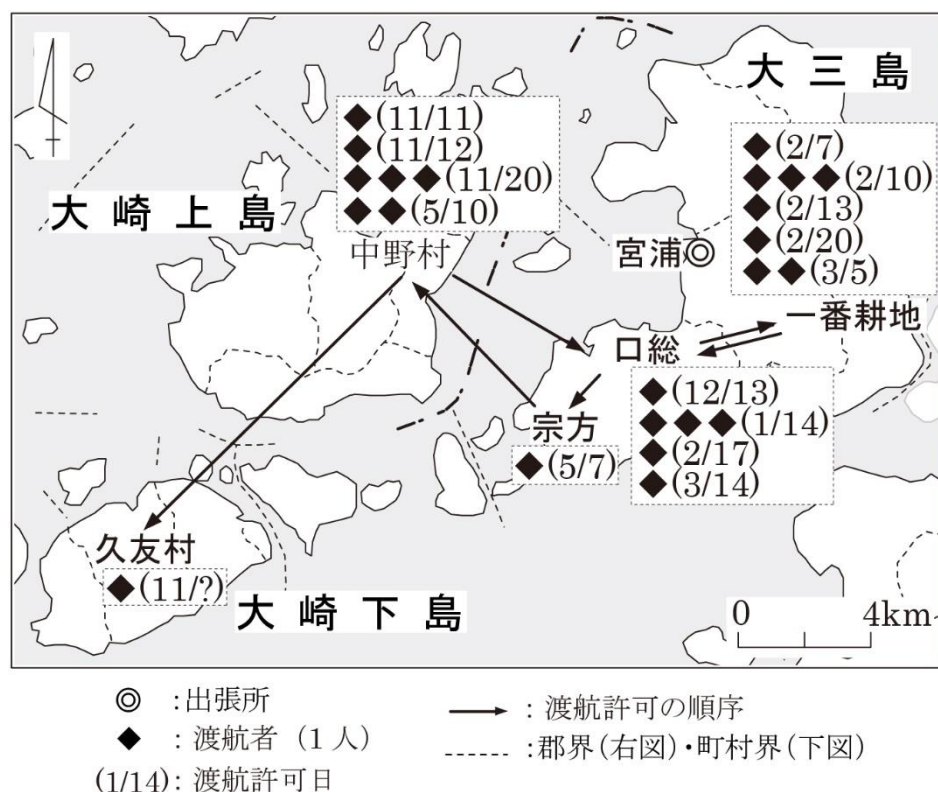 大三島
(2/7)
(2/10)
(2/13)
(2/20)
(3/5)
(11/11)
(11/12)
(11/20)
(5/10)
大崎上島
中野村
宮浦
一番耕地
口総
(12/13)
(1/14)
(2/17)
(3/14)
宗方
(5/7)
久友村
(11/?)
大崎下島
0 4km
◎ : 出張所
◆ : 渡航者 (1人)
(1/14) : 渡航許可日
→ : 渡航許可の順序
----- : 郡界(右図)・町村界(下図)